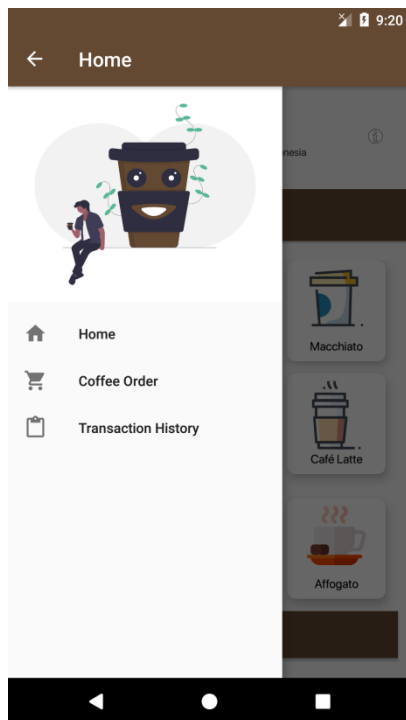 9:20
Home
nesia
Home
Coffee Order
Transaction History
Macchiato
Café Latte
Affogato